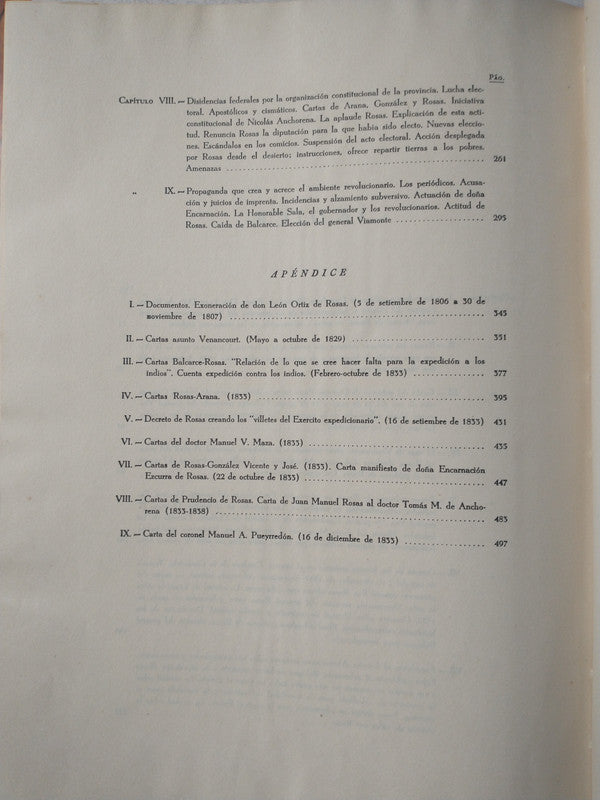 Pág.
Capítulo VIII. — Disidencias federales por la organización constitucional de la provincia. Lucha elec-
toral. Apostólicos y cismáticos. Cartas de Arana, González y Rosas. Iniciativa
constitucional de Nicolás Anchorena. La aplaude Rosas. Explicación de esta acti-
tud. Renuncia Rosas la diputación para la que había sido electo. Nuevas eleccio-
nes. Escándalos en los comicios. Suspensión del acto electoral. Acción desplegada
por Rosas desde el desierto; instrucciones, ofrece repartir tierras a los pobres.
Amenazas ........ 261
„ IX. — Propaganda que crea y acrece el ambiente revolucionario. Los periódicos. Acusa-
ción y juicios de imprenta. Incidencias y alzamiento subversivo. Actuación de doña
Encarnación. La Honorable Sala, el gobernador y los revolucionarios. Actitud de
Rosas. Caída de Balcarce. Elección del general Viamonte ........ 295
APÉNDICE
I. — Documentos. Exoneración de don León Ortiz de Rosas. (5 de setiembre de 1806 a 30 de
noviembre de 1807) ........ 343
II. — Cartas asunto Venancourt. (Mayo a octubre de 1829) ........ 351
III. — Cartas Balcarce-Rosas. "Relación de lo que se cree hacer falta para la expedición a los
indios". Cuenta expedición contra los indios. (Febrero-octubre de 1833) ........ 377
IV. — Cartas Rosas-Arana. (1833) ........ 393
V. — Decreto de Rosas creando los "villetes del Exercito expedicionario". (16 de setiembre de 1833) 431
VI. — Cartas del doctor Manuel V. Maza. (1833) ........ 435
VII. — Cartas de Rosas-González Vicente y José. (1833). Carta manifiesto de doña Encarnación
Ezcurra de Rosas. (22 de octubre de 1833) ........ 447
VIII. — Cartas de Prudencio de Rosas. Carta de Juan Manuel Rosas al doctor Tomás M. de Ancho-
rena (1833-1838) ........ 483
IX. — Carta del coronel Manuel A. Pueyrredón. (16 de diciembre de 1833) ........ 497